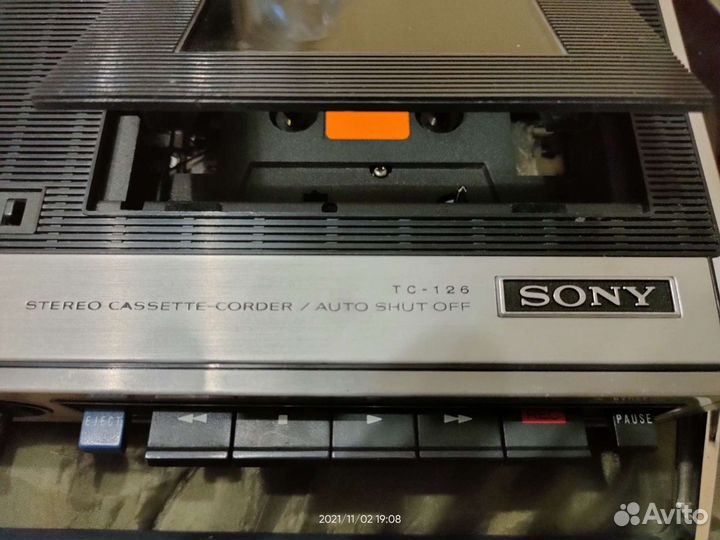 TC-126
SONY
STEREO CASSETTE-CORDER / AUTO SHUT OFF
EJECT
PAUSE
2021/11/02 19:08
Avito